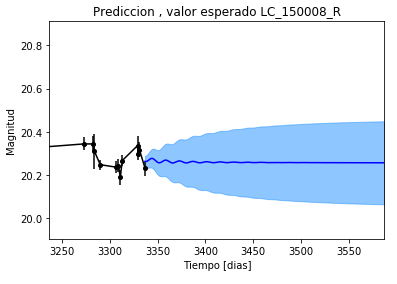 Prediccion , valor esperado LC_150008_R
20.8
20.6
20.4
20.2
20.0
Magnitud
3250 3300 3350 3400 3450 3500 3550
Tiempo [dias]